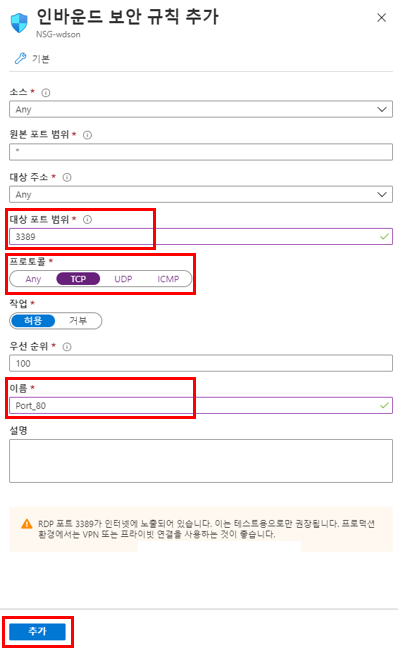 인바운드 보안 규칙 추가
NSG-wdson
기본
소스 *
Any
원본 포트 범위 *
*
대상 주소 *
Any
대상 포트 범위 *
3389
프로토콜 *
Any TCP UDP ICMP
작업 *
허용 거부
우선 순위 *
100
이름 *
Port_80
설명
RDP 포트 3389가 인터넷에 노출되어 있습니다. 이는 테스트용으로만 권장됩니다. 프로덕션
환경에서는 VPN 또는 프라이빗 연결을 사용하는 것이 좋습니다.
추가